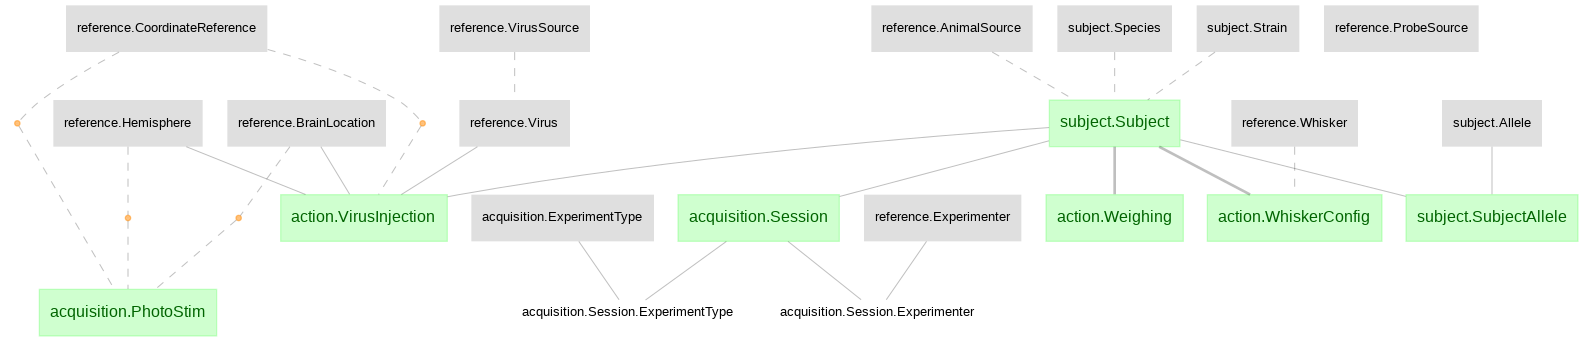 reference.CoordinateReference
reference.VirusSource
reference.AnimalSource
subject.Species
subject.Strain
reference.ProbeSource
reference.Hemisphere
reference.BrainLocation
reference.Virus
subject.Subject
reference.Whisker
subject.Allele
action.VirusInjection
acquisition.ExperimentType
acquisition.Session
reference.Experimenter
action.Weighing
action.WhiskerConfig
subject.SubjectAllele
acquisition.PhotoStim
acquisition.Session.ExperimentType
acquisition.Session.Experimenter